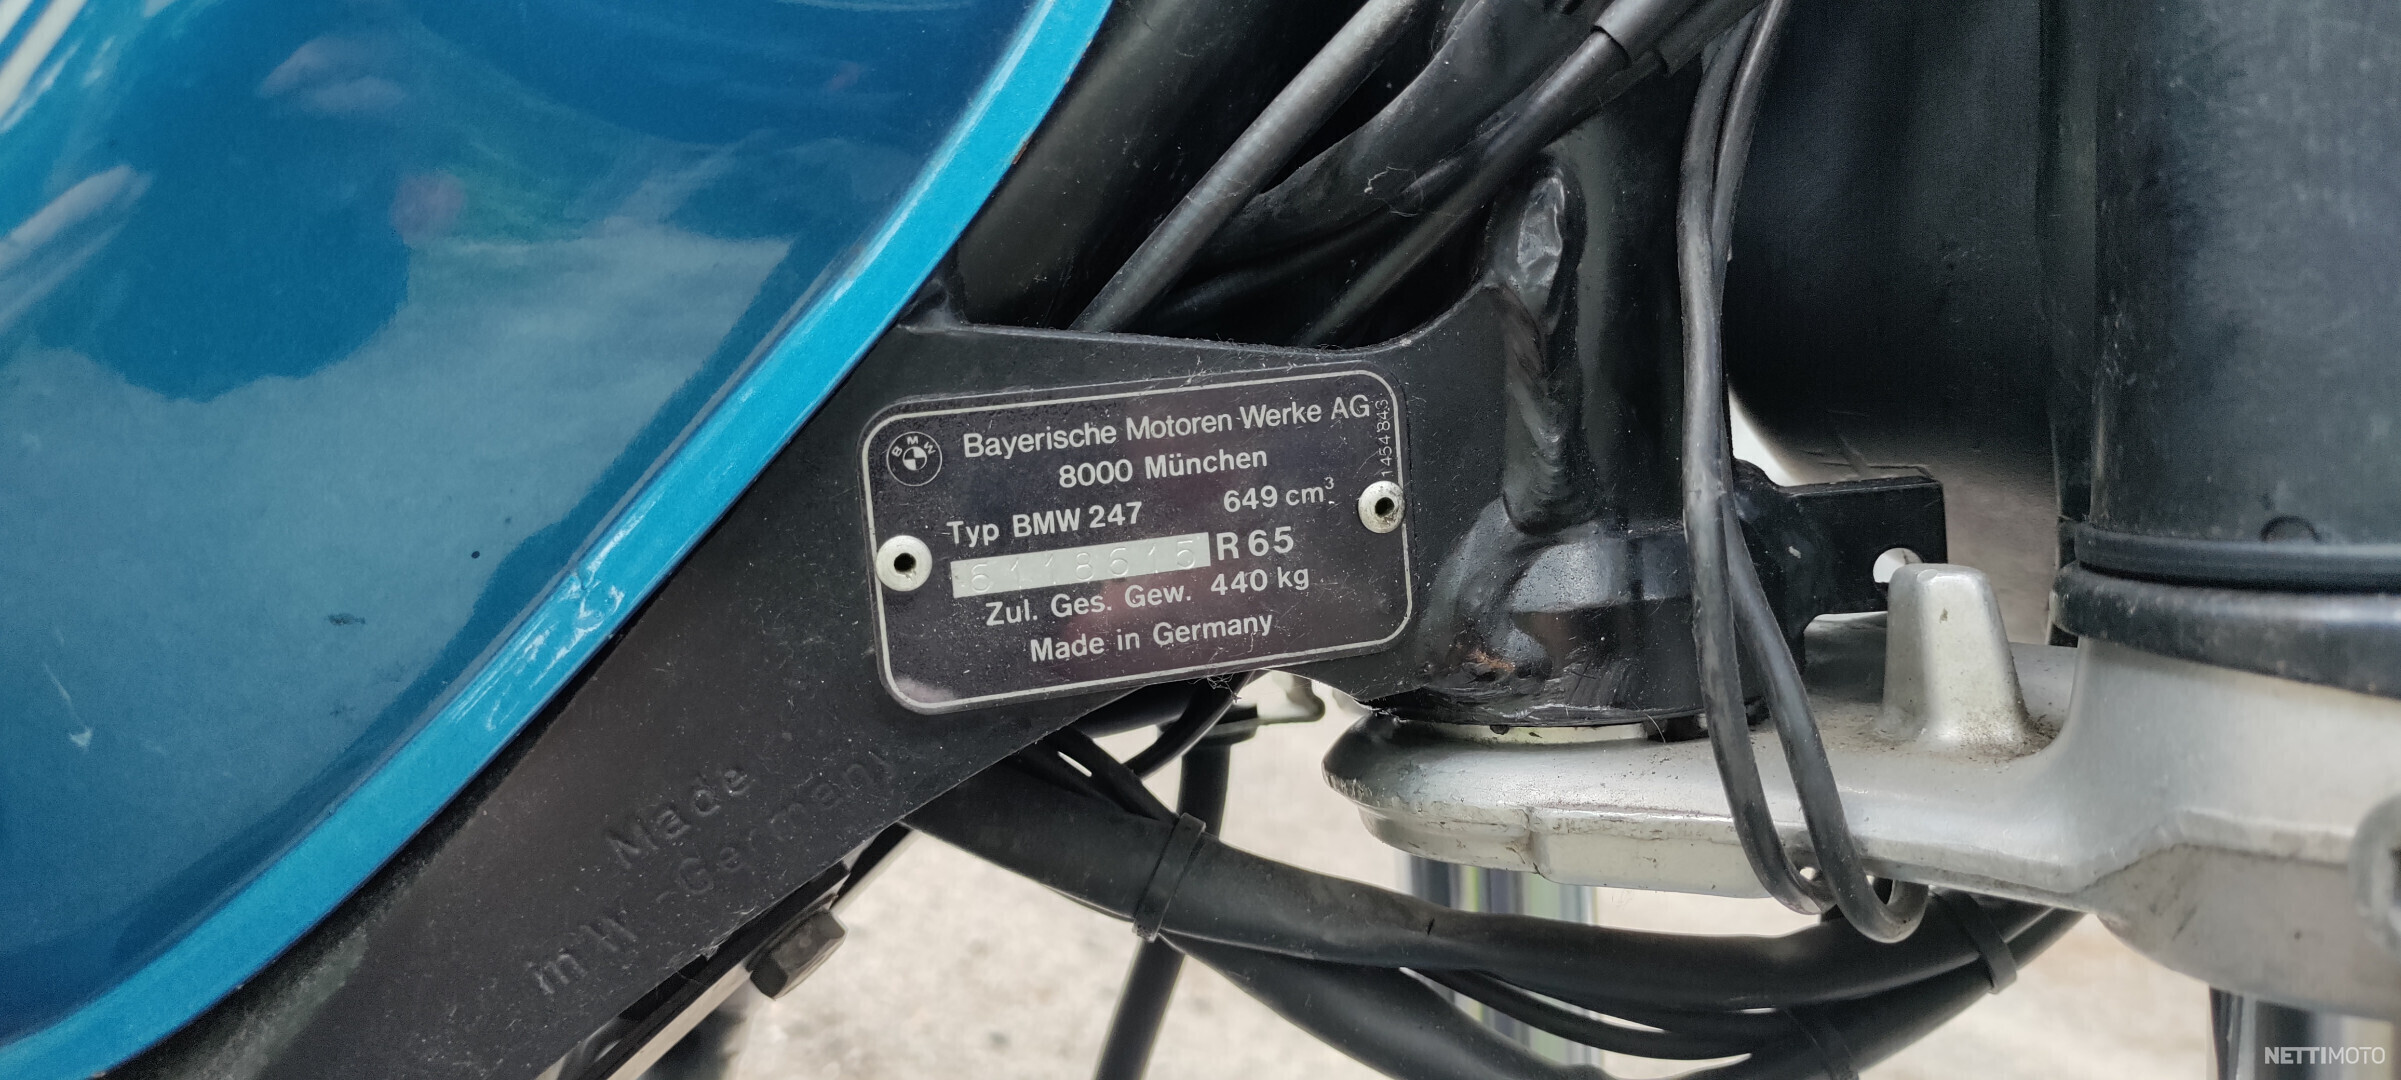 BMW
Bayerische Motoren Werke AG
8000 München
Typ BMW 247 649 cm³
6118615 R 65
Zul. Ges. Gew. 440 kg
Made in Germany
1454843
Made
in W.-Germany
NETTIMOTO